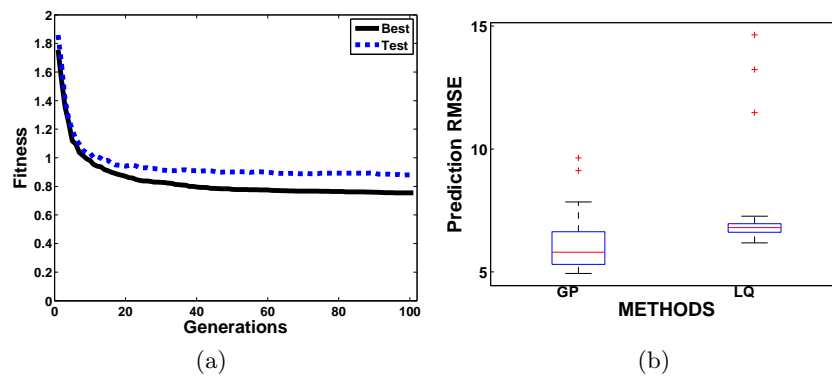 2
1.8
1.6
1.4
1.2
1
0.8
0.6
0.4
0.2
0
Fitness
Best
Test
0 20 40 60 80 100
Generations
(a)
15
10
5
Prediction RMSE
GP LQ
METHODS
(b)